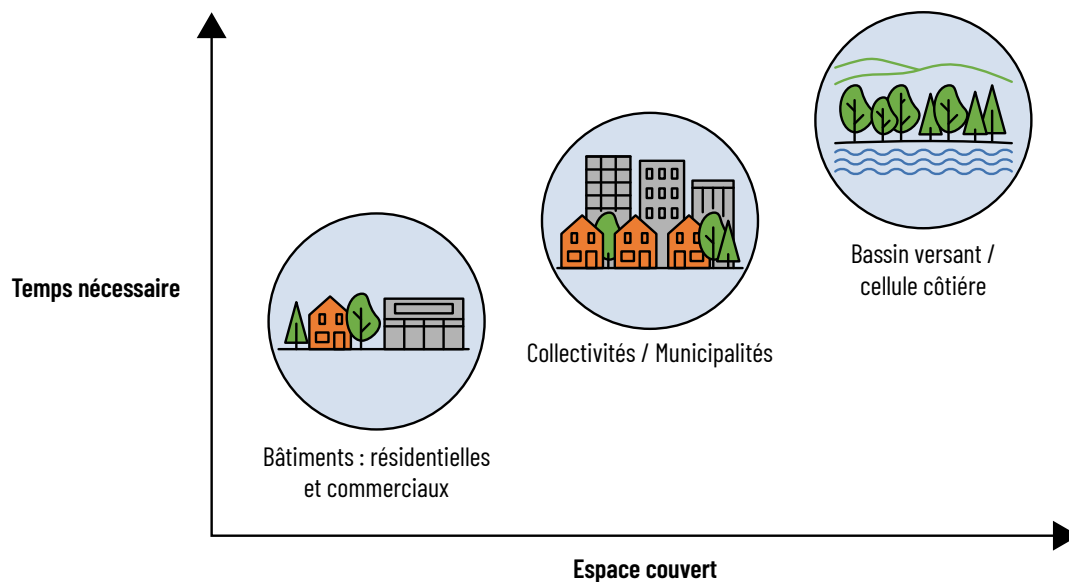 Temps nécessaire
Bâtiments : résidentielles
et commerciaux
Collectivités / Municipalités
Bassin versant /
cellule côtiére
Espace couvert